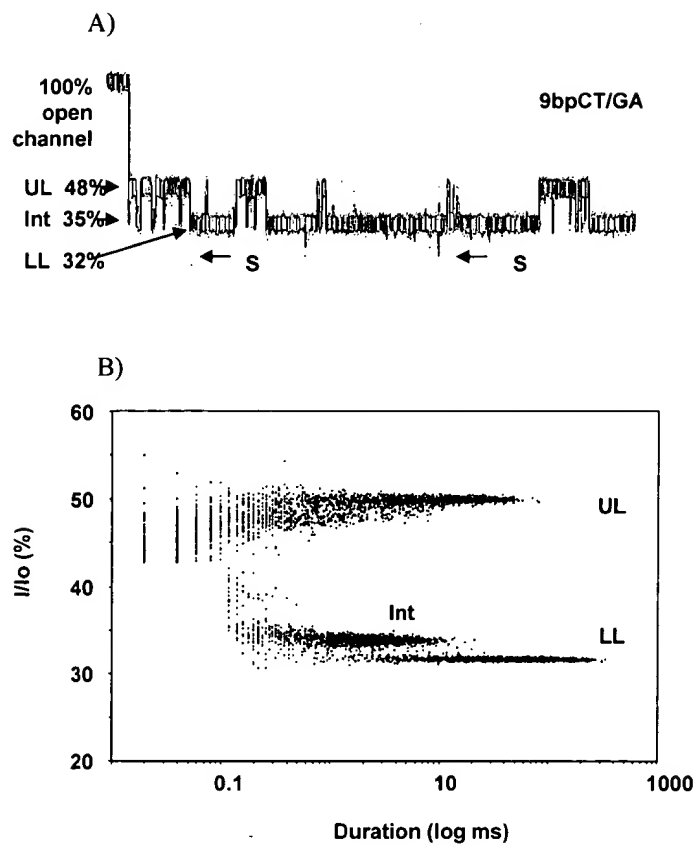 A)
100%
open
channel
9bpCT/GA
UL 48%
Int 35%
LL 32%
S
S
B)
60
50
40
30
20
I/Io (%)
UL
Int
LL
0.1
10
1000
Duration (log ms)